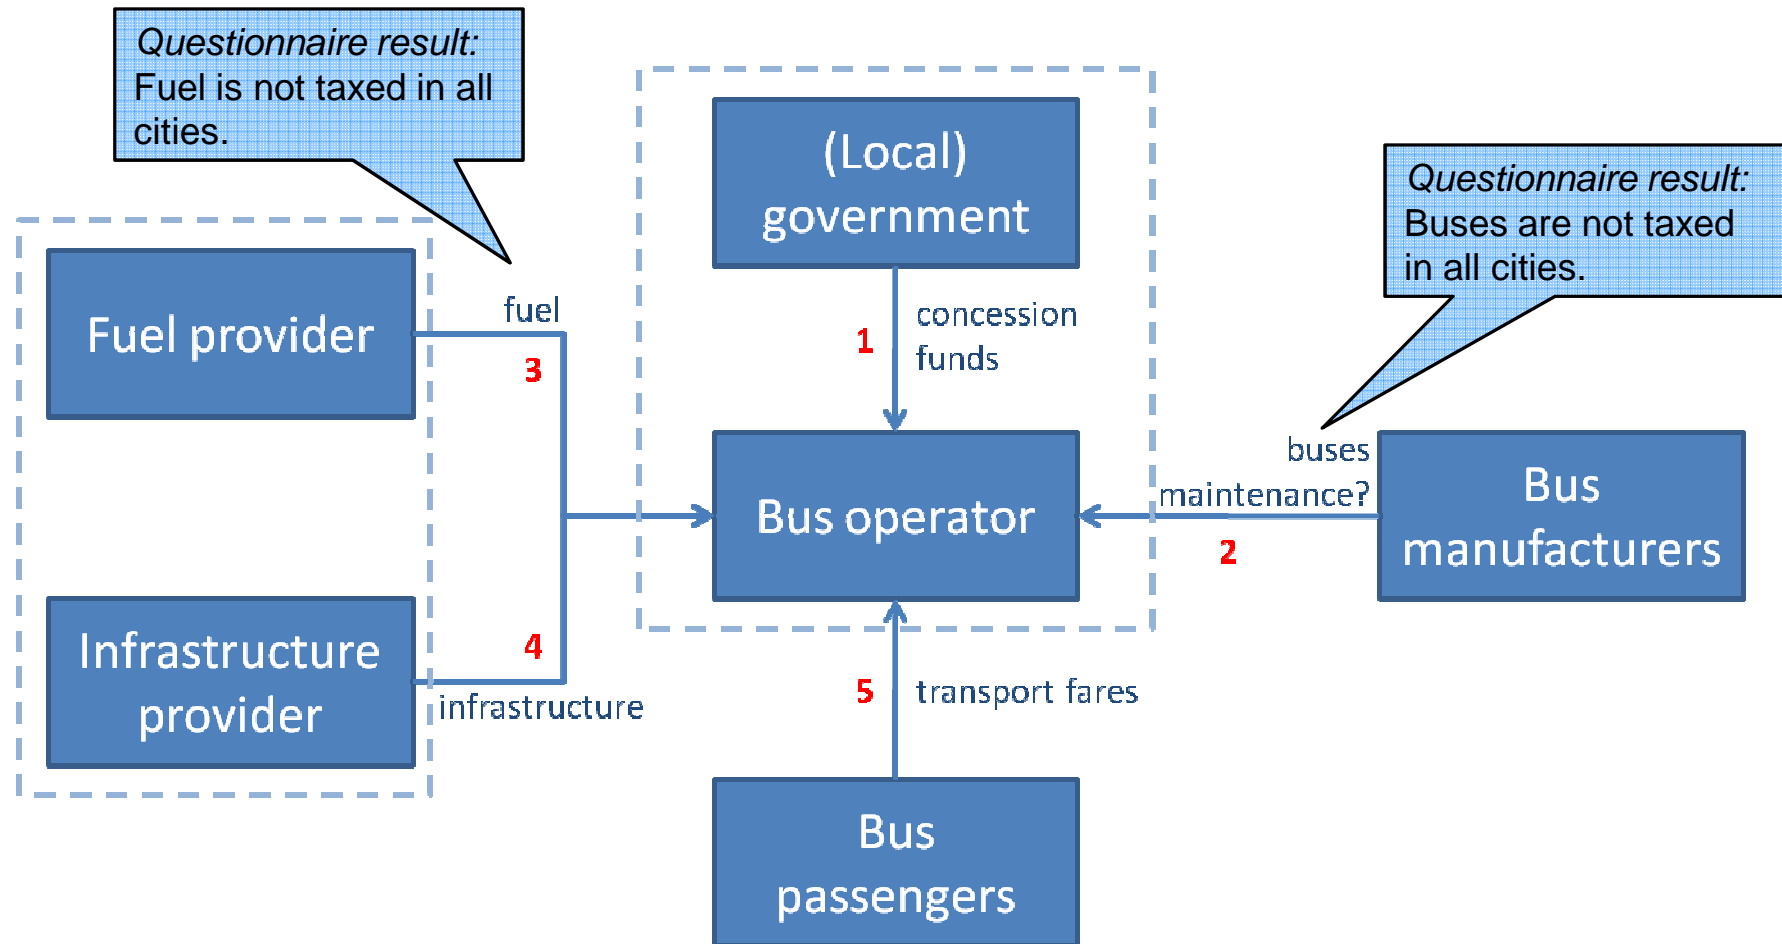 Questionnaire result:
Fuel is not taxed in all
cities.
(Local)
government
Questionnaire result:
Buses are not taxed
in all cities.
Fuel provider
fuel
3
1
concession
funds
Bus operator
buses
maintenance?
2
Bus
manufacturers
Infrastructure
provider
4
infrastructure
5
transport fares
Bus
passengers